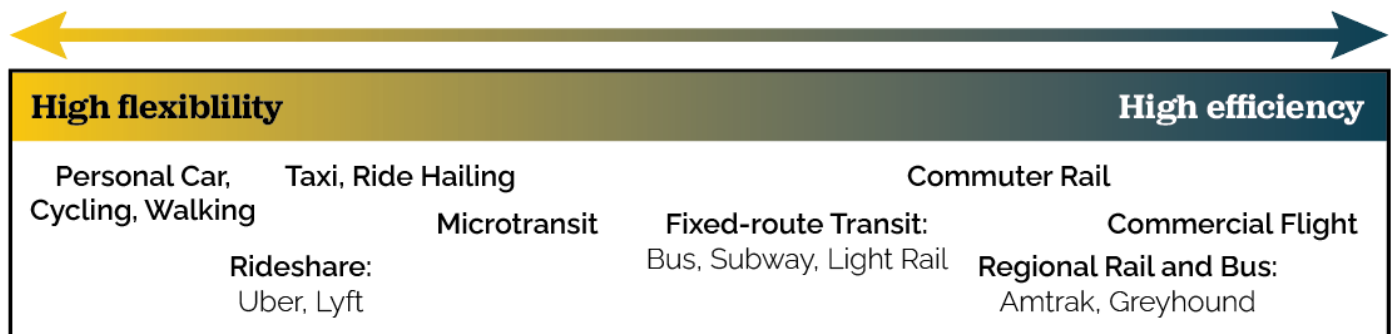 High flexiblility
High efficiency
Personal Car,
Cycling, Walking
Taxi, Ride Hailing
Rideshare:
Uber, Lyft
Microtransit
Fixed-route Transit:
Bus, Subway, Light Rail
Commuter Rail
Regional Rail and Bus:
Amtrak, Greyhound
Commercial Flight